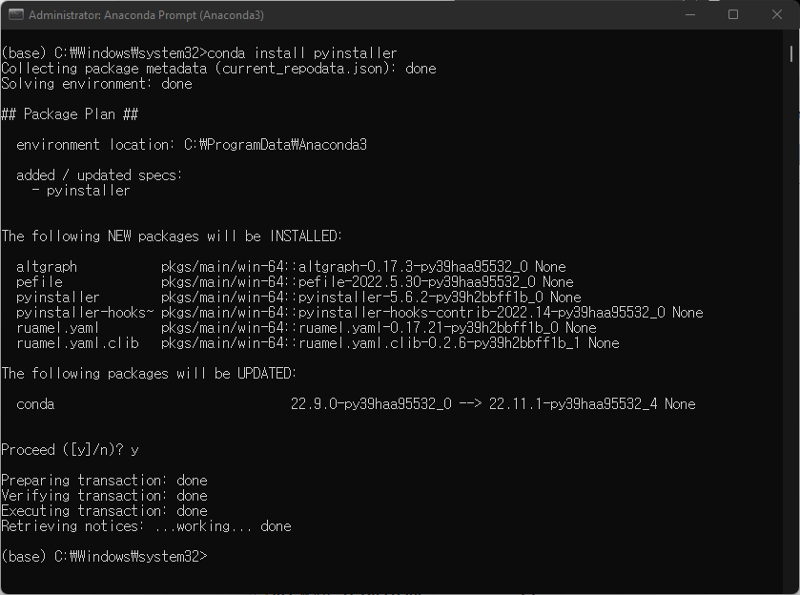 Administrator: Anaconda Prompt (Anaconda3)
(base) C:₩Windows₩system32>conda install pyinstaller
Collecting package metadata (current_repodata.json): done
Solving environment: done
## Package Plan ##
environment location: C:₩ProgramData₩Anaconda3
added / updated specs:
- pyinstaller
The following NEW packages will be INSTALLED:
altgraph pkgs/main/win-64::altgraph-0.17.3-py39haa95532_0 None
pefile pkgs/main/win-64::pefile-2022.5.30-py39haa95532_0 None
pyinstaller pkgs/main/win-64::pyinstaller-5.6.2-py39h2bbff1b_0 None
pyinstaller-hooks~ pkgs/main/win-64::pyinstaller-hooks-contrib-2022.14-py39haa95532_0 None
ruamel.yaml pkgs/main/win-64::ruamel.yaml-0.17.21-py39h2bbff1b_0 None
ruamel.yaml.clib pkgs/main/win-64::ruamel.yaml.clib-0.2.6-py39h2bbff1b_1 None
The following packages will be UPDATED:
conda 22.9.0-py39haa95532_0 --> 22.11.1-py39haa95532_4 None
Proceed ([y]/n)? y
Preparing transaction: done
Verifying transaction: done
Executing transaction: done
Retrieving notices: ...working... done
(base) C:₩Windows₩system32>